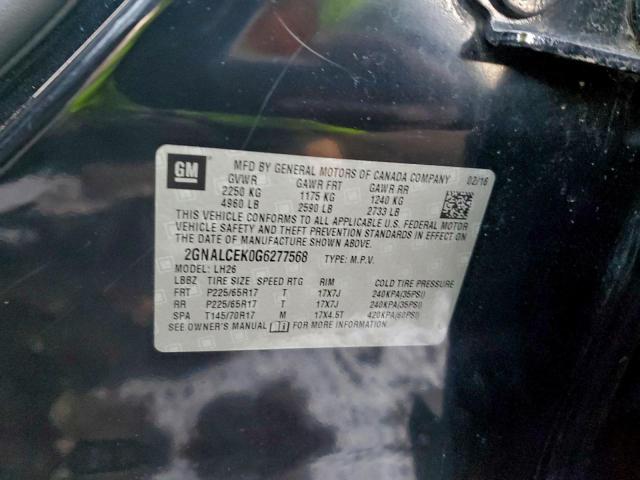 GM
MFD BY GENERAL MOTORS OF CANADA COMPANY 02/16
GVWR GAWR FRT GAWR RR
2250 KG 1175 KG 1240 KG
4960 LB 2590 LB 2733 LB
THIS VEHICLE CONFORMS TO ALL APPLICABLE U.S. FEDERAL MOTOR
VEHICLE SAFETY AND THEFT PREVENTION STANDARDS IN EFFECT ON
THE DATE OF MANUFACTURE SHOWN ABOVE.
2GNALCEK0G6277568 TYPE: M.P.V.
MODEL: LH26
LBBZ TIRE SIZE SPEED RTG RIM COLD TIRE PRESSURE
FRT P225/65R17 T 17X7J 240KPA(35PSI)
RR P225/65R17 T 17X7J 240KPA(35PSI)
SPA T145/70R17 M 17X4.5T 420KPA(60PSI)
SEE OWNER'S MANUAL FOR MORE INFORMATION.